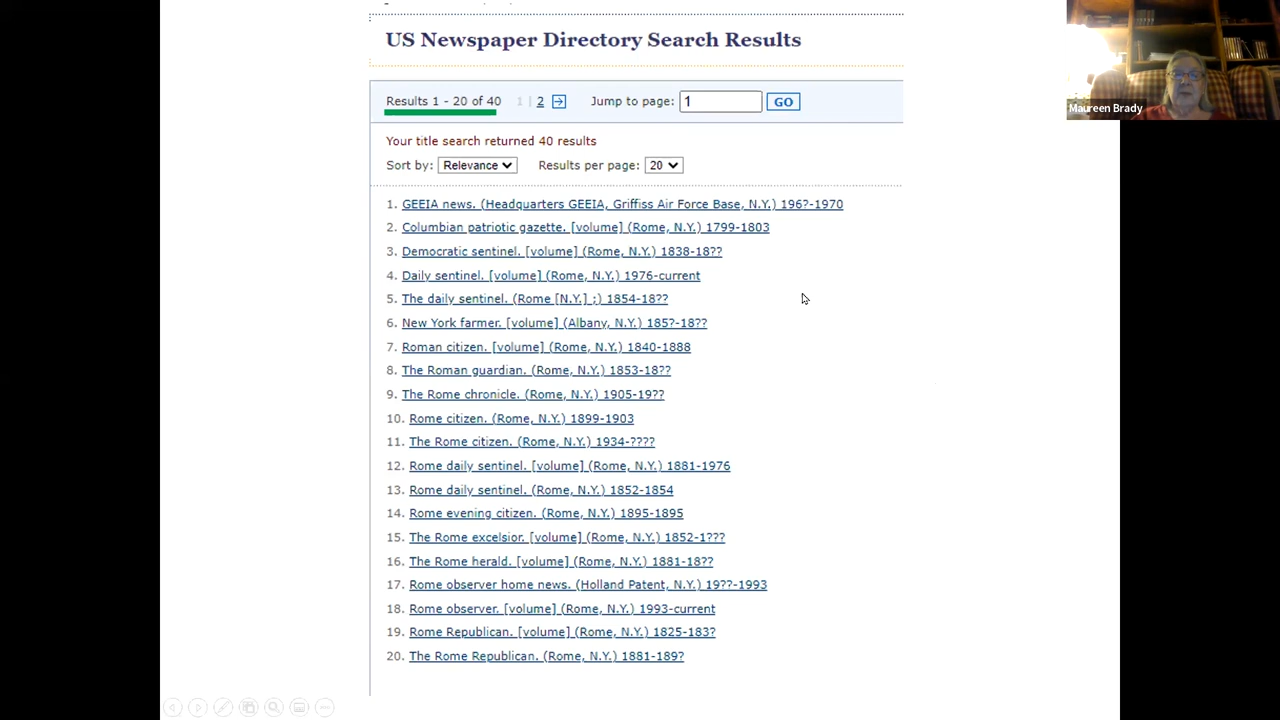 US Newspaper Directory Search Results
Results 1 - 20 of 40 1 | 2 Jump to page: 1 GO
Maureen Brady
Your title search returned 40 results
Sort by: Relevance Results per page: 20
1. GEEIA news. (Headquarters GEEIA, Griffiss Air Force Base, N.Y.) 196?-1970
2. Columbian patriotic gazette. [volume] (Rome, N.Y.) 1799-1803
3. Democratic sentinel. [volume] (Rome, N.Y.) 1838-18??
4. Daily sentinel. [volume] (Rome, N.Y.) 1976-current
5. The daily sentinel. (Rome [N.Y.] ;) 1854-18??
6. New York farmer. [volume] (Albany, N.Y.) 185?-18??
7. Roman citizen. [volume] (Rome, N.Y.) 1840-1888
8. The Roman guardian. (Rome, N.Y.) 1853-18??
9. The Rome chronicle. (Rome, N.Y.) 1905-19??
10. Rome citizen. (Rome, N.Y.) 1899-1903
11. The Rome citizen. (Rome, N.Y.) 1934-????
12. Rome daily sentinel. [volume] (Rome, N.Y.) 1881-1976
13. Rome daily sentinel. (Rome, N.Y.) 1852-1854
14. Rome evening citizen. (Rome, N.Y.) 1895-1895
15. The Rome excelsior. [volume] (Rome, N.Y.) 1852-1???
16. The Rome herald. [volume] (Rome, N.Y.) 1881-18??
17. Rome observer home news. (Holland Patent, N.Y.) 19??-1993
18. Rome observer. [volume] (Rome, N.Y.) 1993-current
19. Rome Republican. [volume] (Rome, N.Y.) 1825-183?
20. The Rome Republican. (Rome, N.Y.) 1881-189?